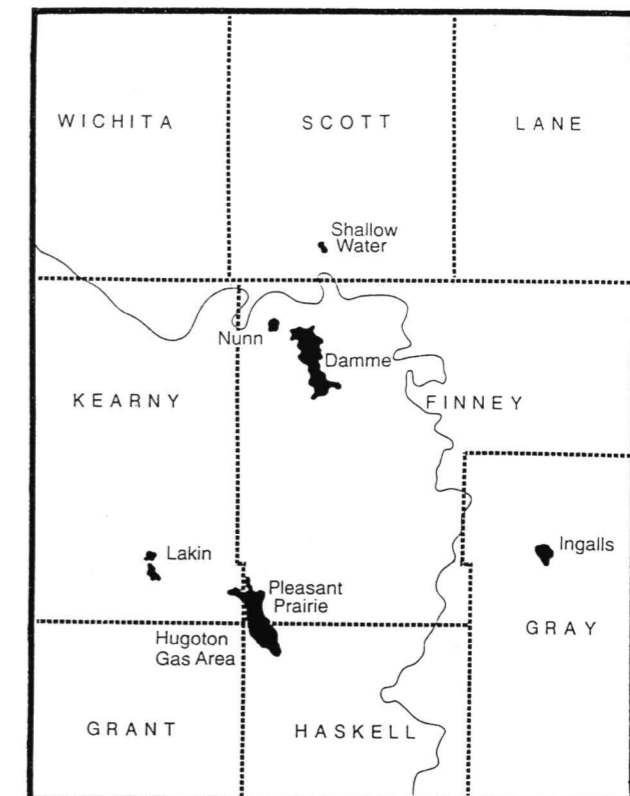 WICHITA
SCOTT
LANE
Shallow
Water
Nunn
Damme
KEARNY
FINNEY
Lakin
Ingalls
Pleasant
Prairie
Hugoton
Gas Area
GRAY
GRANT
HASKELL